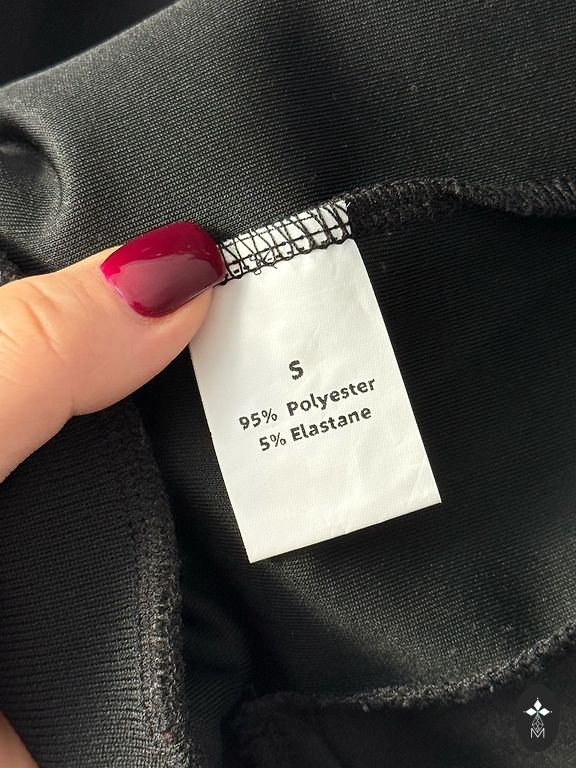 S
95% Polyester
5% Elastane